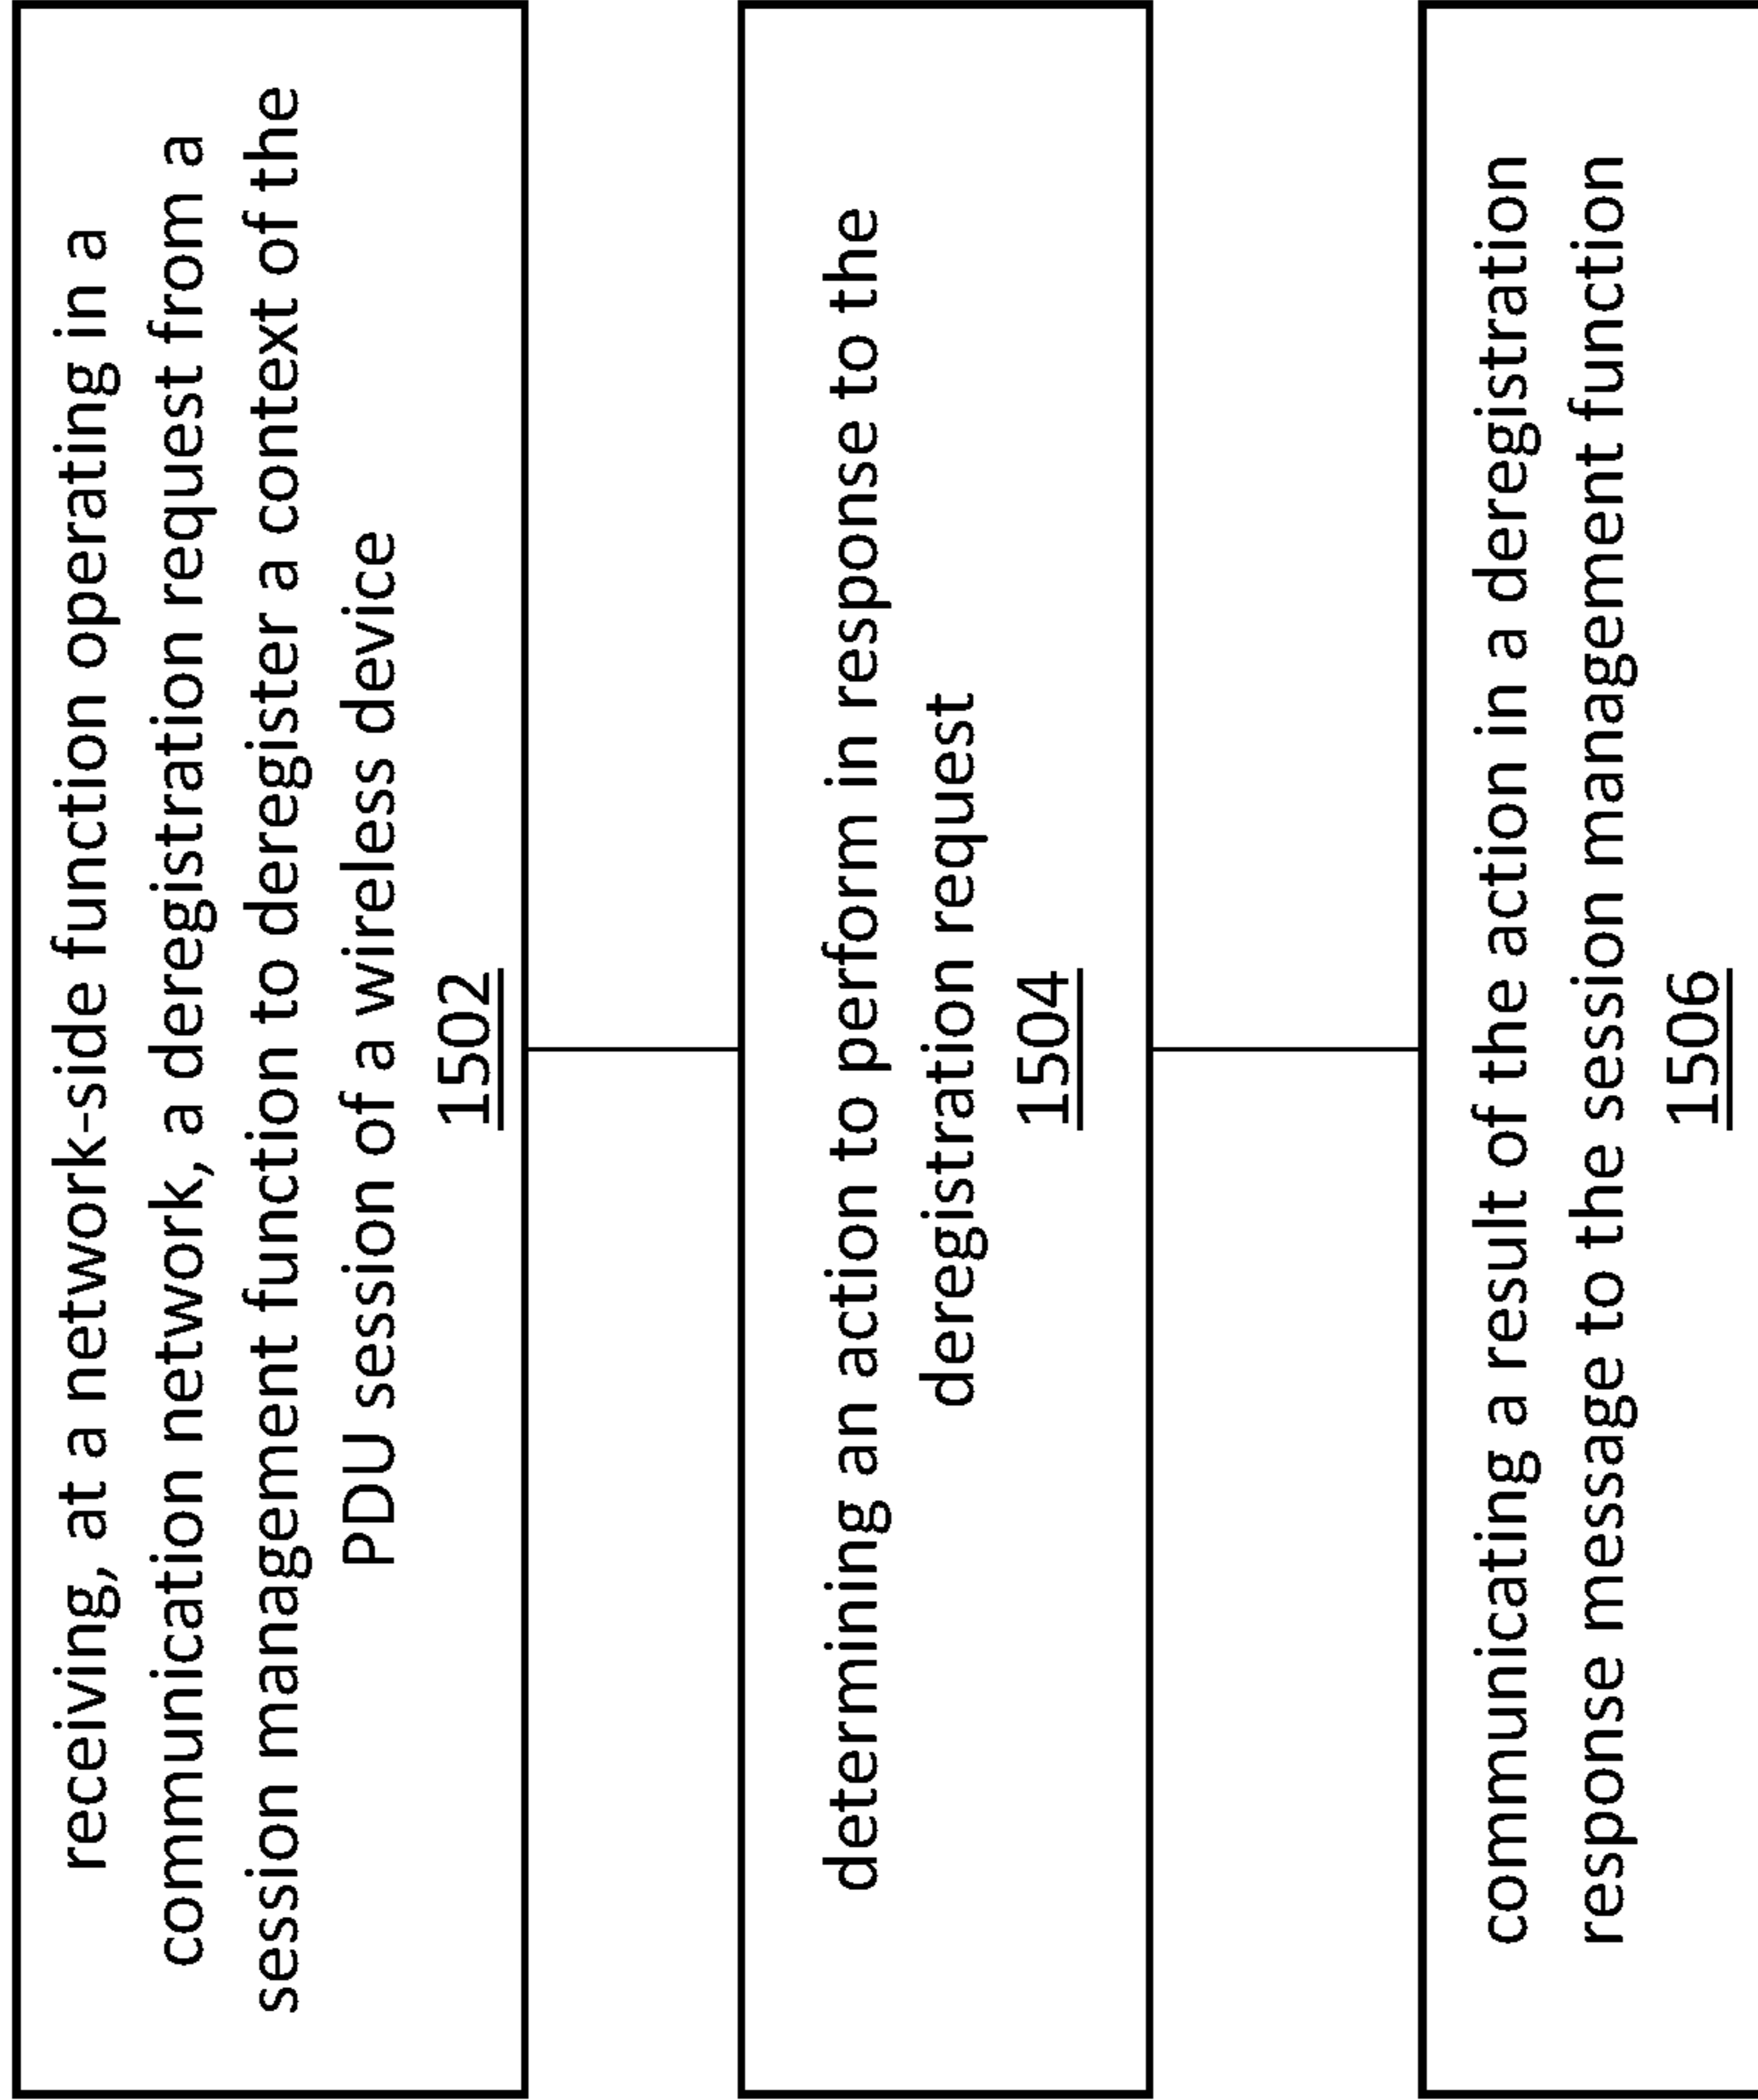 receiving, at a network-side function operating in a
communication network, a deregistration request from a
session management function to deregister a context of the
PDU session of a wireless device
1502
determining an action to perform in response to the
deregistration request
1504
communicating a result of the action in a deregistration
response message to the session management function
1506